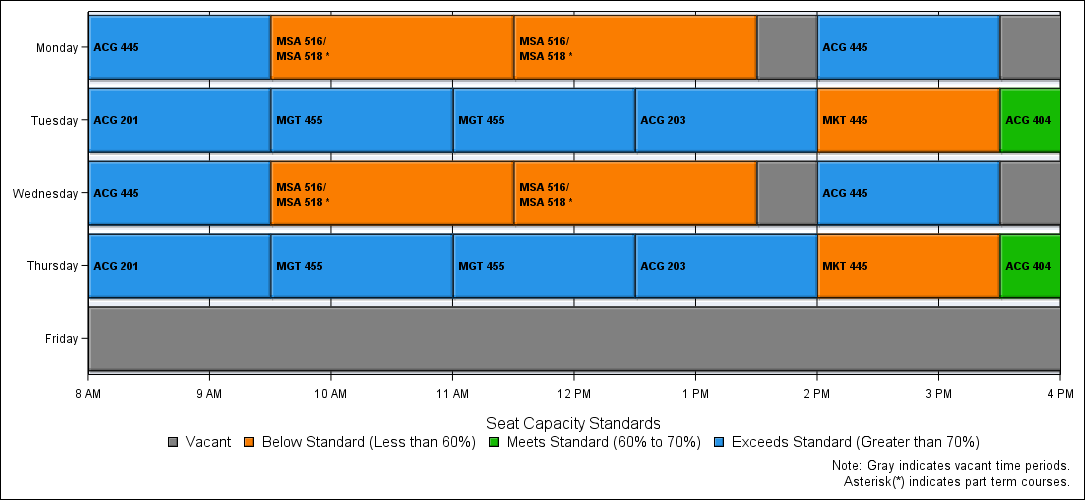 Monday
ACG 445
MSA 516/
MSA 518 *
MSA 516/
MSA 518 *
ACG 445
Tuesday
ACG 201
MGT 455
MGT 455
ACG 203
MKT 445
ACG 404
Wednesday
ACG 445
MSA 516/
MSA 518 *
MSA 516/
MSA 518 *
ACG 445
Thursday
ACG 201
MGT 455
MGT 455
ACG 203
MKT 445
ACG 404
Friday
8 AM 9 AM 10 AM 11 AM 12 PM 1 PM 2 PM 3 PM 4 PM
Seat Capacity Standards
Vacant Below Standard (Less than 60%) Meets Standard (60% to 70%) Exceeds Standard (Greater than 70%)
Note: Gray indicates vacant time periods.
Asterisk(*) indicates part term courses.